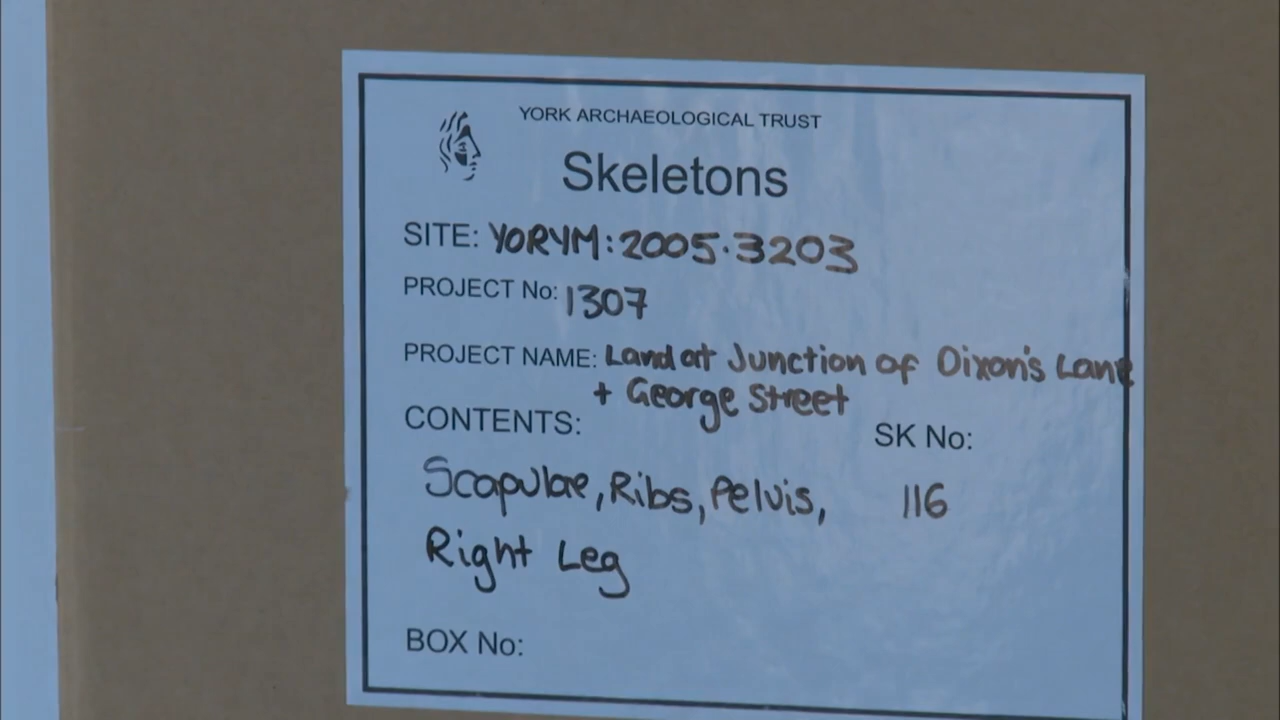 YORK ARCHAEOLOGICAL TRUST
Skeletons
SITE: YORYM:2005.3203
PROJECT No: 1307
PROJECT NAME: Land at Junction of Dixon's Lane
+ George Street
CONTENTS:
SK No:
Scapulae, Ribs, Pelvis,
116
Right Leg
BOX No: